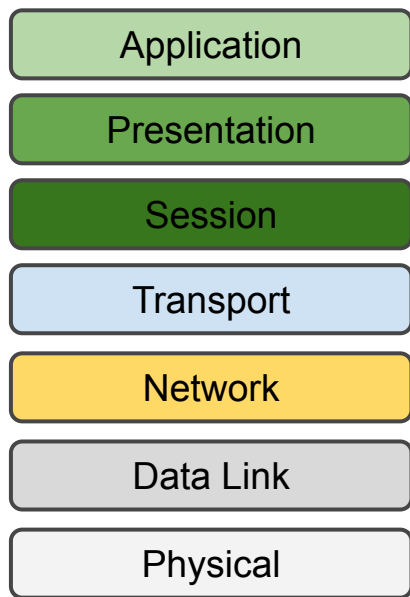 Application
Presentation
Session
Transport
Network
Data Link
Physical